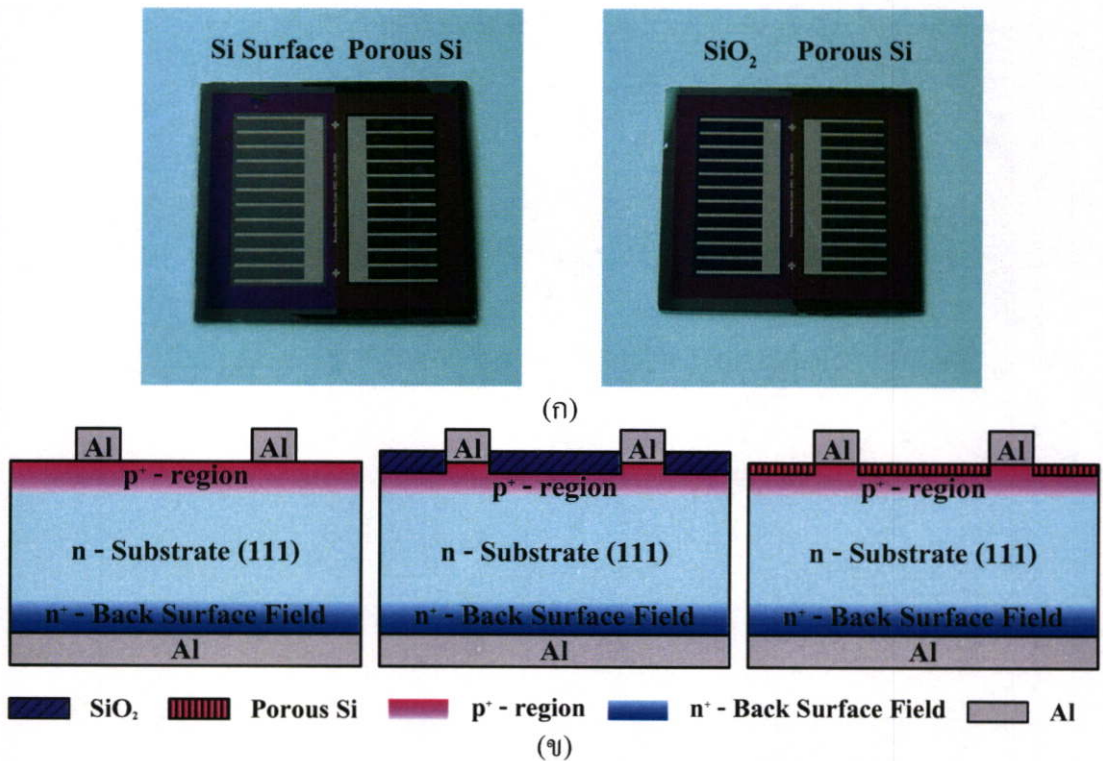 Si Surface Porous Si
SiO₂ Porous Si
(ก)
Al Al
p⁺ - region
n - Substrate (111)
n⁺ - Back Surface Field
Al
Al Al
p⁺ - region
n - Substrate (111)
n⁺ - Back Surface Field
Al
Al Al
p⁺ - region
n - Substrate (111)
n⁺ - Back Surface Field
Al
SiO₂ Porous Si p⁺ - region n⁺ - Back Surface Field Al
(ข)